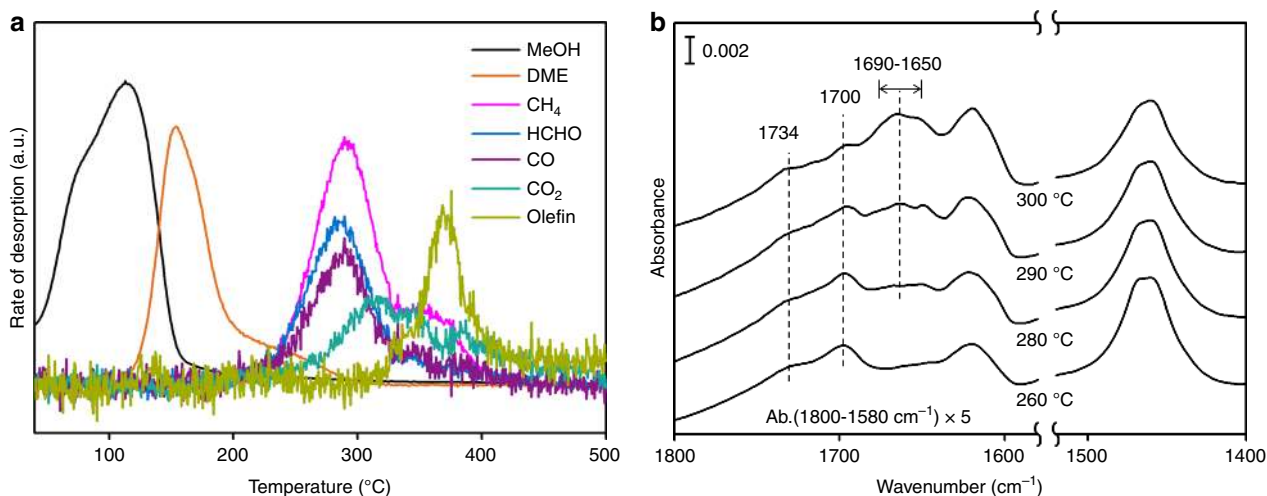 a
Rate of desorption (a.u.)
MeOH
DME
CH₄
HCHO
CO
CO₂
Olefin
100
200
300
400
500
Temperature (°C)
b
Absorbance
0.002
1690-1650
1700
1734
300 °C
290 °C
280 °C
260 °C
Ab.(1800-1580 cm⁻¹) × 5
1800
1700
1600
1500
1400
Wavenumber (cm⁻¹)